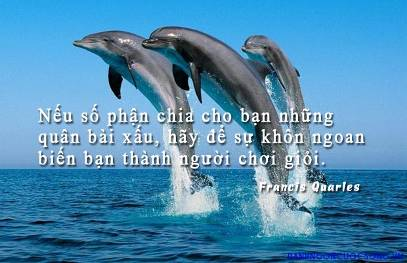 Nếu số phận chia cho bạn những
quân bài xấu, hãy để sự khôn ngoan
biến bạn thành người chơi giỏi.
Francis Quarles